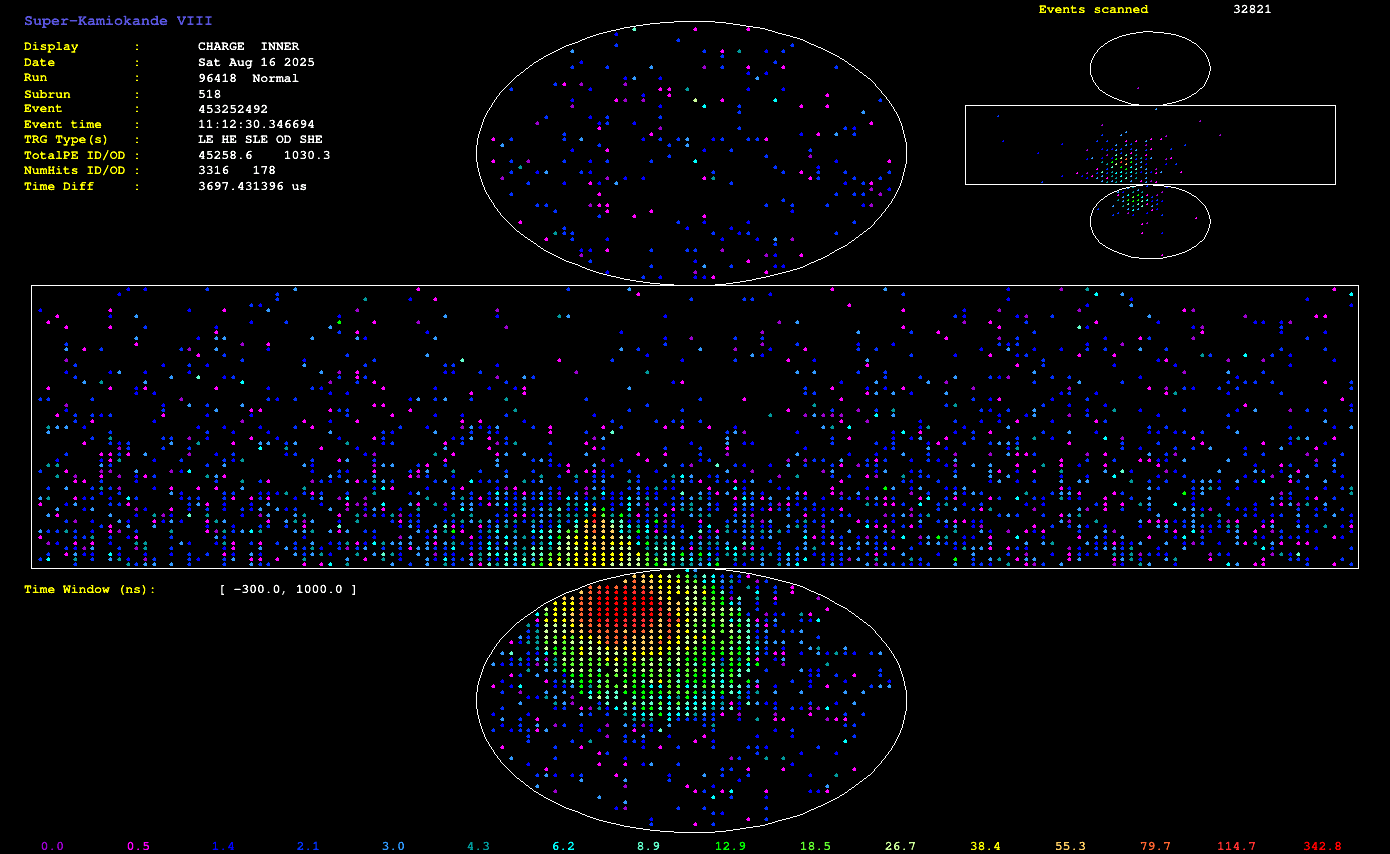 Super-Kamiokande VIII
Events scanned 32821
Display : CHARGE INNER
Date : Sat Aug 16 2025
Run : 96418 Normal
Subrun : 518
Event : 453252492
Event time : 11:12:30.346694
TRG Type(s) : LE HE SLE OD SHE
TotalPE ID/OD : 45258.6 1030.3
NumHits ID/OD : 3316 178
Time Diff : 3697.431396 us
Time Window (ns): [ -300.0, 1000.0 ]
0.0 0.5 1.4 2.1 3.0 4.3 6.2 8.9 12.9 18.5 26.7 38.4 55.3 79.7 114.7 342.8